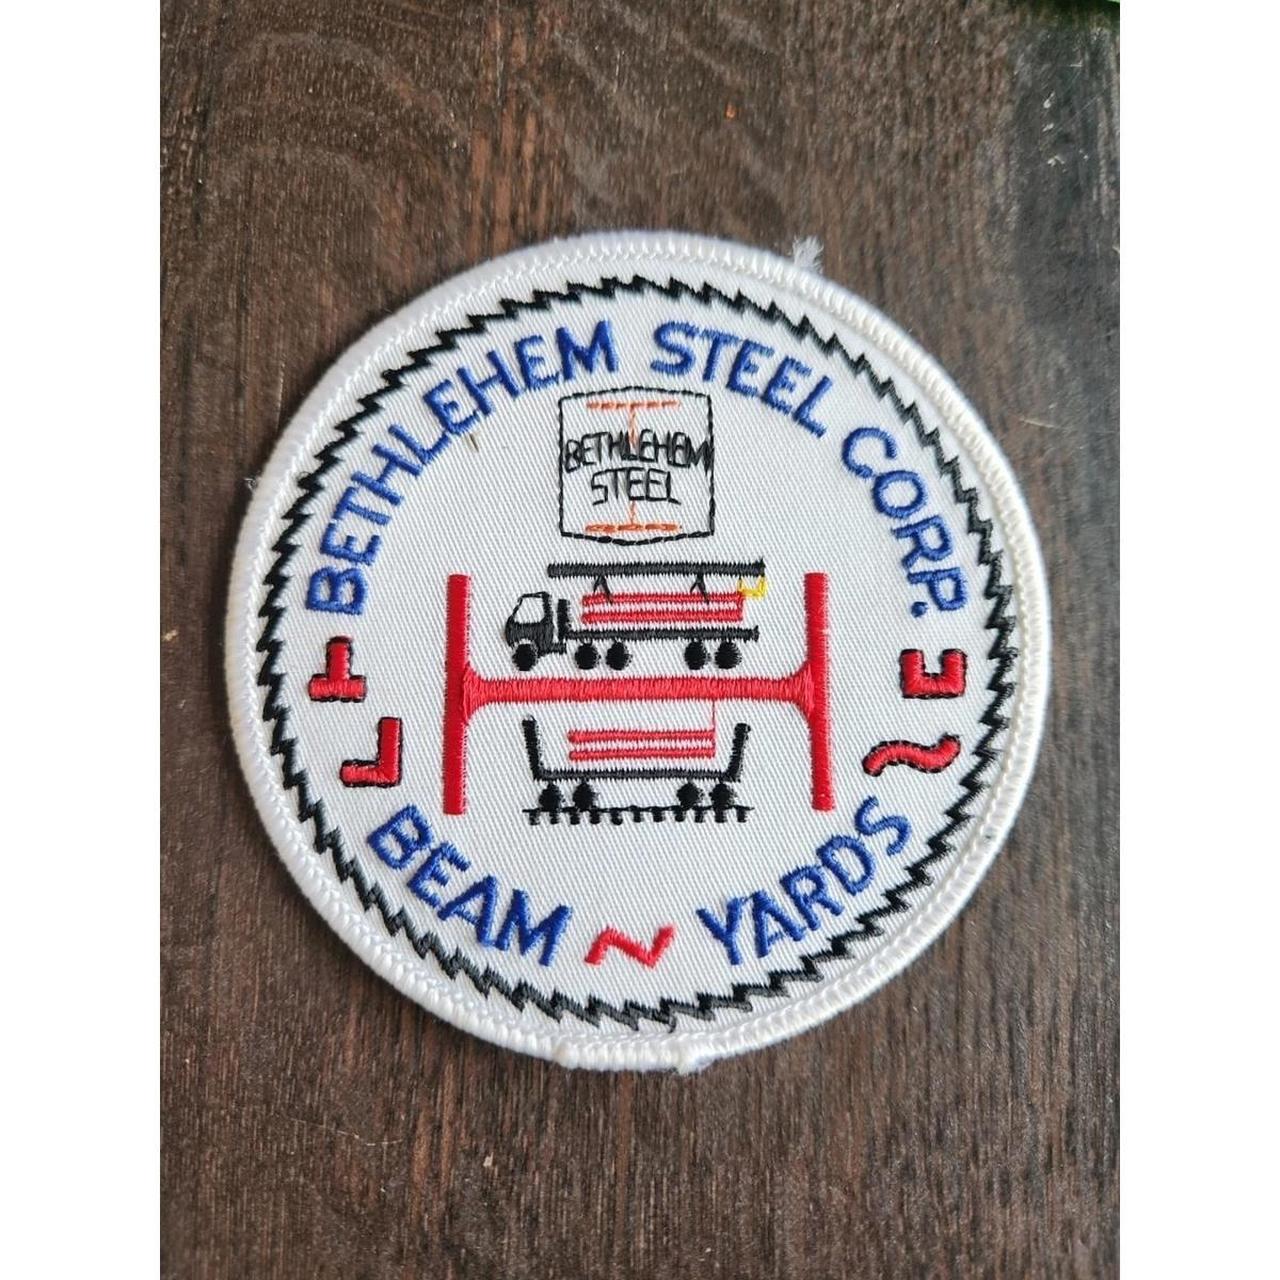 BETHLEHEM STEEL CORP.
BETHLEHEM
STEEL
BEAM ~ YARDS